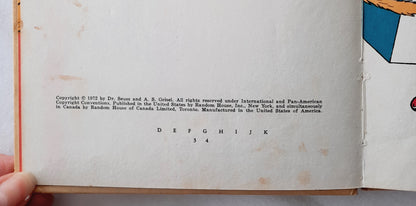 Copyright © 1972 by Dr. Seuss and A. S. Geisel. All rights reserved under International and Pan-American
Copyright Conventions. Published in the United States by Random House, Inc., New York, and simultaneously
in Canada by Random House of Canada Limited, Toronto. Manufactured in the United States of America.
D E F G H I J K
3 4